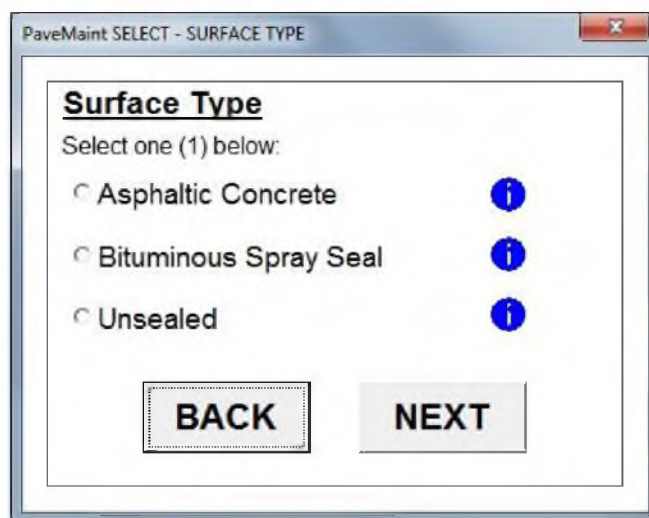 PaveMaint SELECT - SURFACE TYPE
Surface Type
Select one (1) below:
Asphaltic Concrete
Bituminous Spray Seal
Unsealed
BACK NEXT